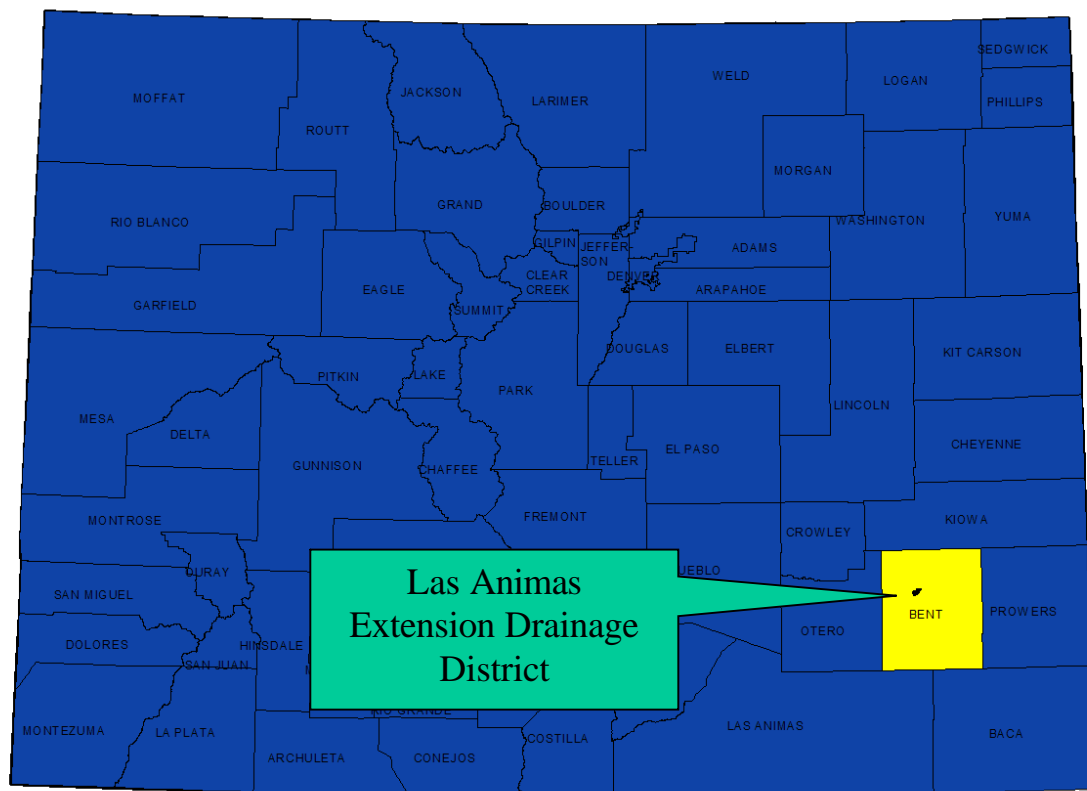 SEDGWICK
WELD
LOGAN
JACKSON
MOFFAT
LARIMER
PHILLIPS
ROUTT
MORGAN
GRAND
BOULDER
RIO BLANCO
WASHINGTON
YUMA
GILPIN
JEFFER-
SON
ADAMS
CLEAR
CREEK
DENVER
EAGLE
ARAPAHOE
GARFIELD
SUMMIT
DOUGLAS
ELBERT
KIT CARSON
PITKIN
LAKE
PARK
LINCOLN
MESA
DELTA
CHEYENNE
GUNNISON
CHAFFEE
TELLER
EL PASO
MONTROSE
FREMONT
CROWLEY
KIOWA
OURAY
UEBLO
Las Animas
Extension Drainage
District
SAN MIGUEL
BENT
PROWERS
OTERO
DOLORES
HINSDALE
SAN JUAN
RIO GRANDE
MONTEZUMA
LA PLATA
COSTILLA
LAS ANIMAS
BACA
ARCHULETA
CONEJOS